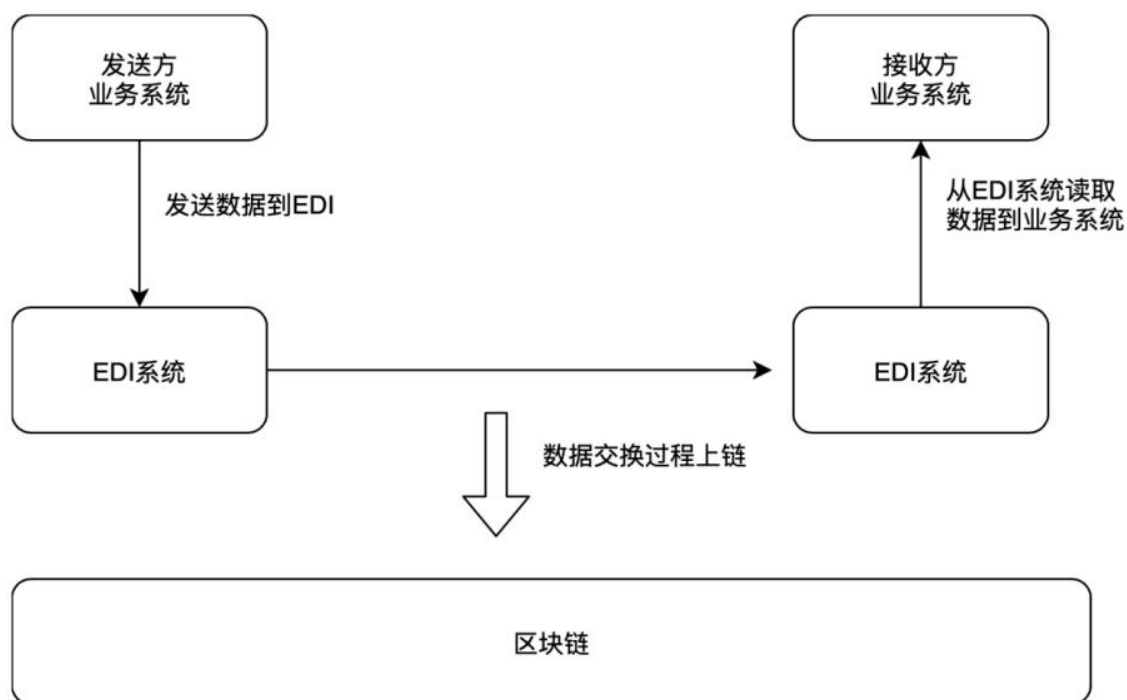 发送方
业务系统
接收方
业务系统
发送数据到EDI
从EDI系统读取
数据到业务系统
EDI系统
EDI系统
数据交换过程上链
区块链